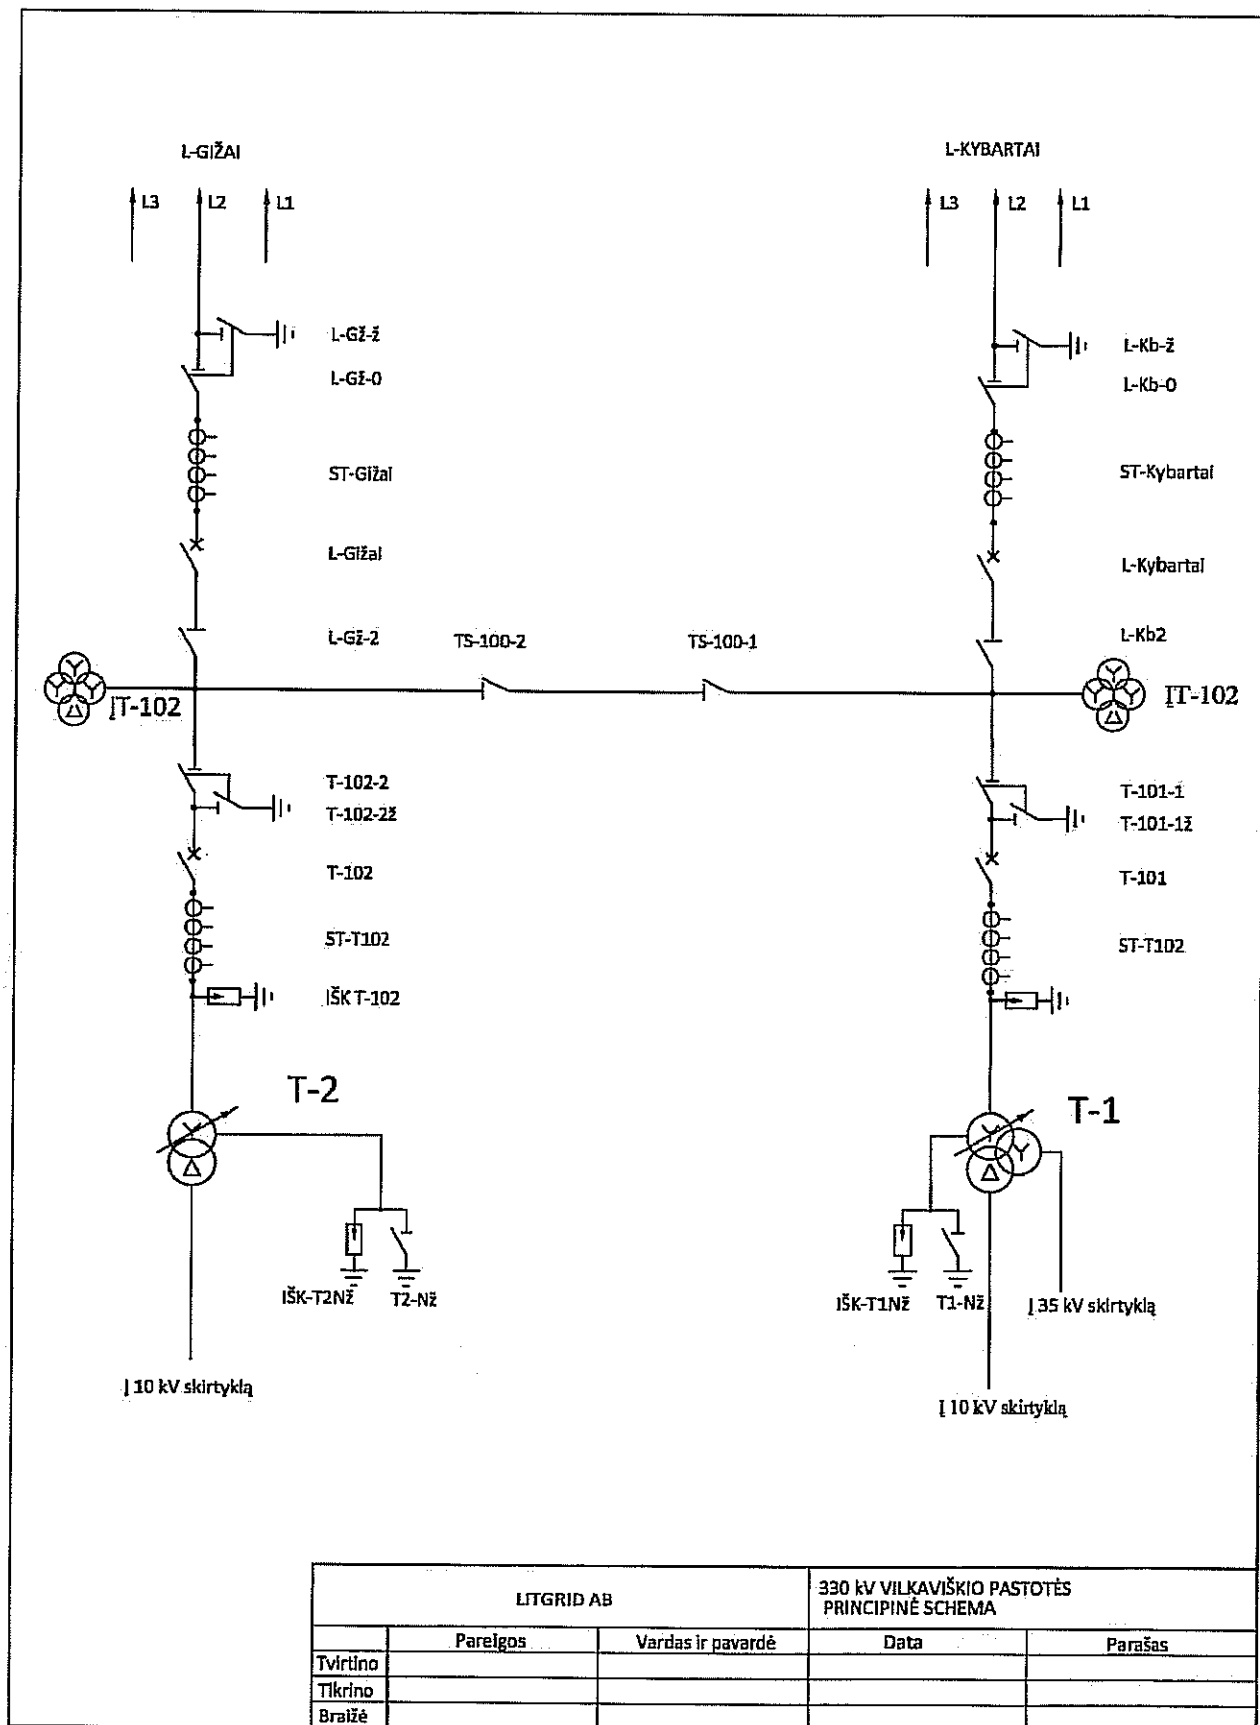 L-GIŽAI
L-KYBARTAI
L3 L2 L1
L3 L2 L1
L-Gž-ž
L-Kb-ž
L-Gž-0
L-Kb-0
ST-Gižai
ST-Kybartai
L-Gižai
L-Kybartai
L-Gž-2
TS-100-2
TS-100-1
L-Kb2
ĮT-102
ĮT-102
T-102-2
T-101-1
T-102-2ž
T-101-1ž
T-102
T-101
ST-T102
ST-T102
IŠK T-102
T-2
T-1
IŠK-T2Nž
T2-Nž
IŠK-T1Nž
T1-Nž
Į 35 kV skirtyklą
Į 10 kV skirtyklą
Į 10 kV skirtyklą
LITGRID AB
330 kV VILKAVIŠKIO PASTOTĖS
PRINCIPINĖ SCHEMA
Pareigos
Vardas ir pavardė
Data
Parašas
Tvirtino
Tikrino
Braižė